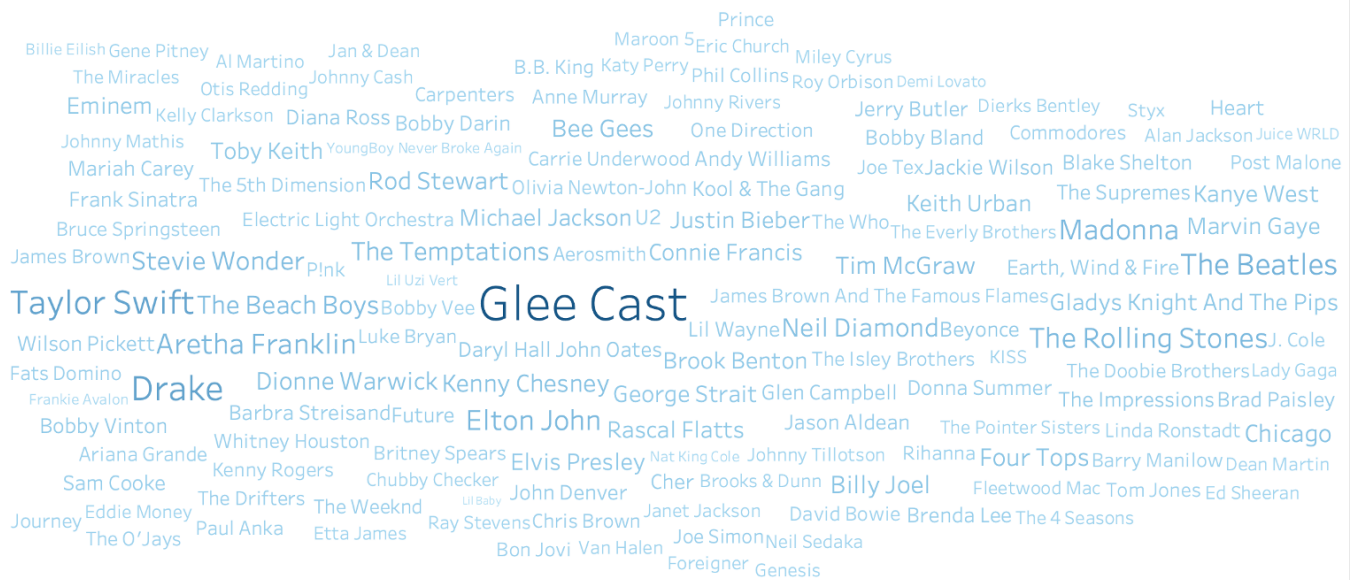 Prince
Maroon 5 Eric Church
Billie Eilish Gene Pitney Jan & Dean Miley Cyrus
Al Martino B.B. King Katy Perry Phil Collins
The Miracles Johnny Cash Roy Orbison Demi Lovato
Otis Redding Carpenters Anne Murray Johnny Rivers
Eminem Kelly Clarkson Diana Ross Bobby Darin Jerry Butler Dierks Bentley Styx Heart
Bee Gees One Direction Bobby Bland Commodores Alan Jackson Juice WRLD
Johnny Mathis Toby Keith YoungBoy Never Broke Again Carrie Underwood Andy Williams
Mariah Carey Joe Tex Jackie Wilson Blake Shelton Post Malone
The 5th Dimension Rod Stewart Olivia Newton-John Kool & The Gang The Supremes Kanye West
Frank Sinatra Keith Urban
Bruce Springsteen Electric Light Orchestra Michael Jackson U2 Justin Bieber The Who The Everly Brothers Madonna Marvin Gaye
James Brown Stevie Wonder P!nk The Temptations Aerosmith Connie Francis Tim McGraw Earth, Wind & Fire The Beatles
Lil Uzi Vert
Taylor Swift The Beach Boys Bobby Vee Glee Cast James Brown And The Famous Flames Gladys Knight And The Pips
Wilson Pickett Aretha Franklin Luke Bryan Lil Wayne Neil Diamond Beyonce The Rolling Stones J. Cole
Daryl Hall John Oates Brook Benton The Isley Brothers KISS
Fats Domino The Doobie Brothers Lady Gaga
Drake Dionne Warwick Kenny Chesney George Strait Glen Campbell Donna Summer
Frankie Avalon The Impressions Brad Paisley
Barbra Streisand Future Elton John Rascal Flatts Jason Aldean
Bobby Vinton The Pointer Sisters Linda Ronstadt Chicago
Whitney Houston
Ariana Grande Britney Spears Elvis Presley Nat King Cole Johnny Tillotson Rihanna Four Tops Barry Manilow Dean Martin
Kenny Rogers
Sam Cooke Chubby Checker Cher Brooks & Dunn Billy Joel Fleetwood Mac Tom Jones Ed Sheeran
The Drifters The Weeknd Lil Baby John Denver
Eddie Money Janet Jackson David Bowie Brenda Lee The 4 Seasons
Journey Paul Anka Ray Stevens Chris Brown
The O'Jays Etta James Joe Simon Neil Sedaka
Bon Jovi Van Halen
Foreigner Genesis